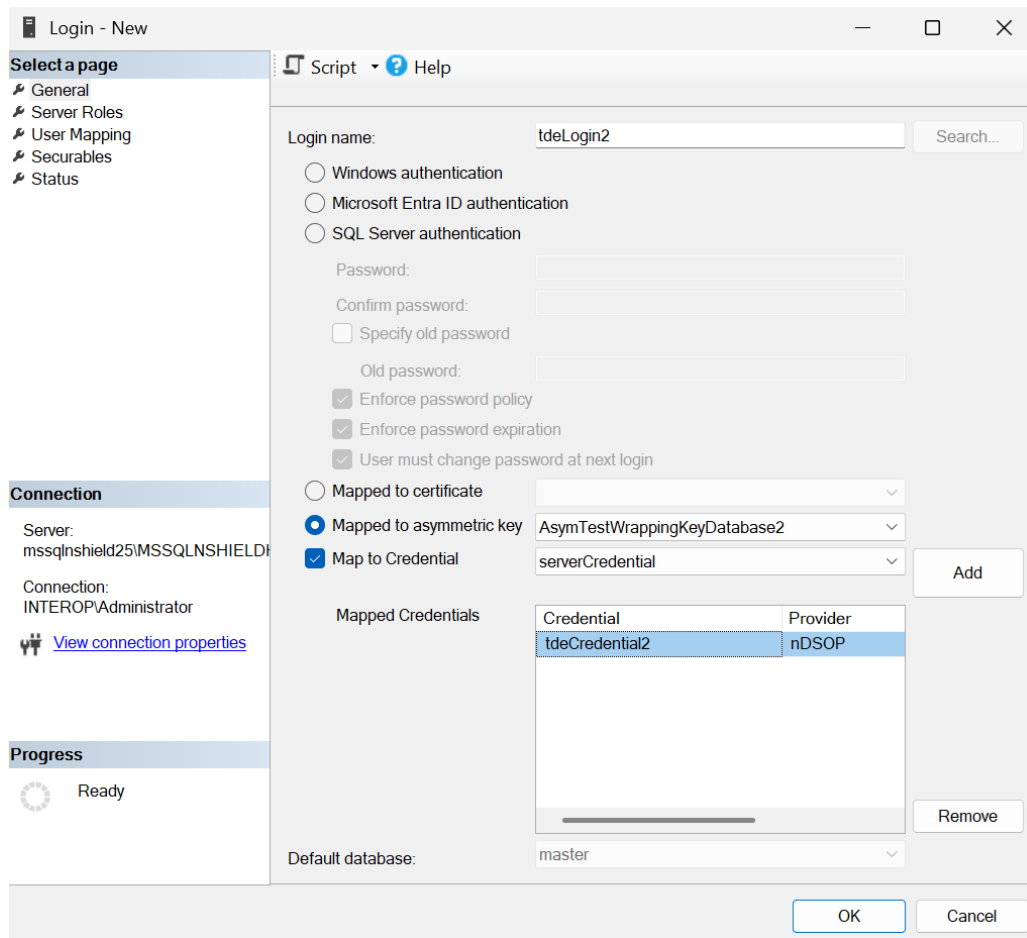 Login - New
Select a page
General
Server Roles
User Mapping
Securables
Status
Connection
Server:
mssqlnshield25\MSSQLNSHIELD
Connection:
INTEROP\Administrator
View connection properties
Progress
Ready
Script
Help
Login name:
tdeLogin2
Search...
Windows authentication
Microsoft Entra ID authentication
SQL Server authentication
Password:
Confirm password:
Specify old password
Old password:
Enforce password policy
Enforce password expiration
User must change password at next login
Mapped to certificate
Mapped to asymmetric key
AsymTestWrappingKeyDatabase2
Map to Credential
serverCredential
Add
Mapped Credentials
Credential Provider
tdeCredential2 nDSOP
Remove
Default database:
master
OK
Cancel